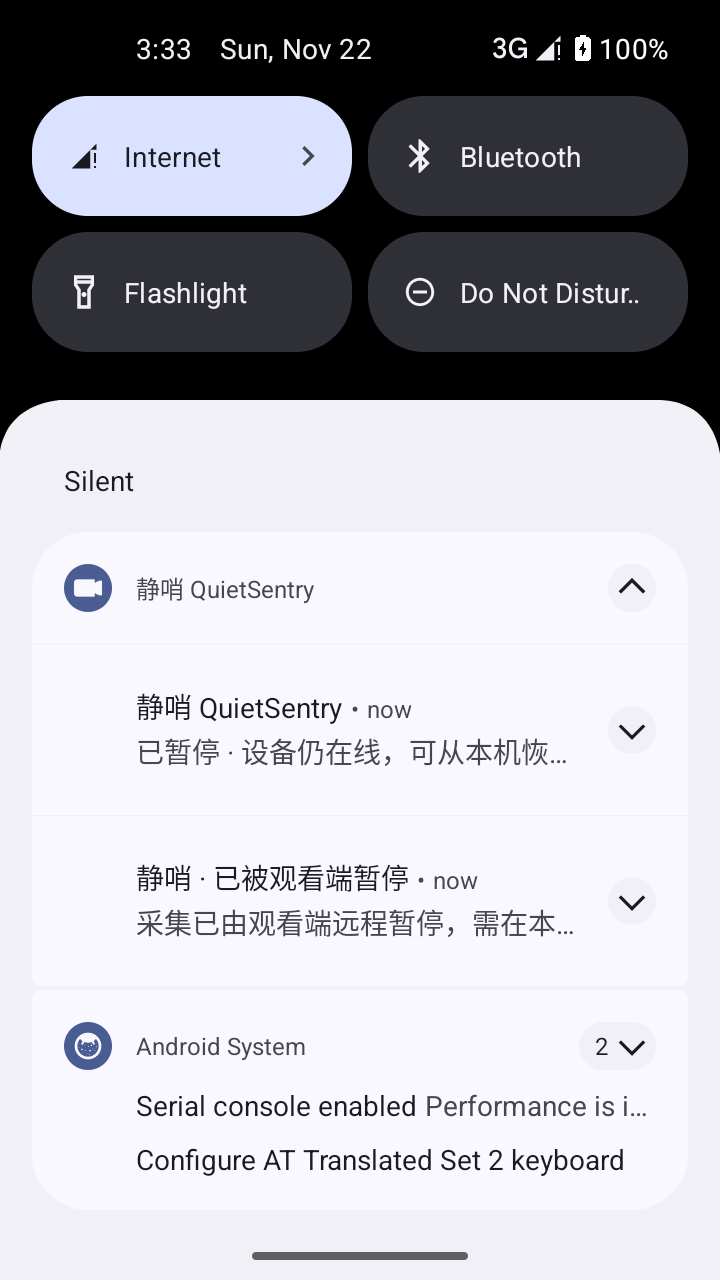 3:33 Sun, Nov 22 3G 100%
Internet Bluetooth
Flashlight Do Not Distur..
Silent
静哨 QuietSentry
静哨 QuietSentry • now
已暂停 · 设备仍在线，可从本机恢…
静哨 · 已被观看端暂停 • now
采集已由观看端远程暂停，需在本…
Android System 2
Serial console enabled Performance is i…
Configure AT Translated Set 2 keyboard